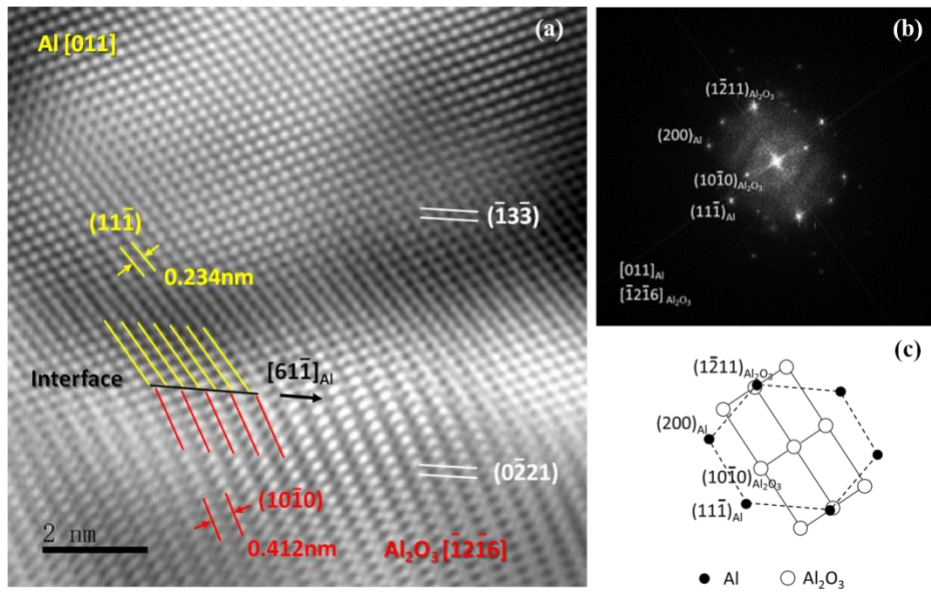 Al [011]
(a)
(11̅1̅)
0.234nm
(1̅33̅)
Interface
[611̅]Al
(02̅21)
(101̅0)
0.412nm
2 nm
Al₂O₃ [1̅21̅6]
(b)
(12̅11)Al₂O₃
(200)Al
(101̅0)Al₂O₃
(111̅)Al
[011]Al
[1̅21̅6] Al₂O₃
(c)
(12̅11)Al₂O₃
(200)Al
(101̅0)Al₂O₃
(111̅)Al
Al
Al₂O₃